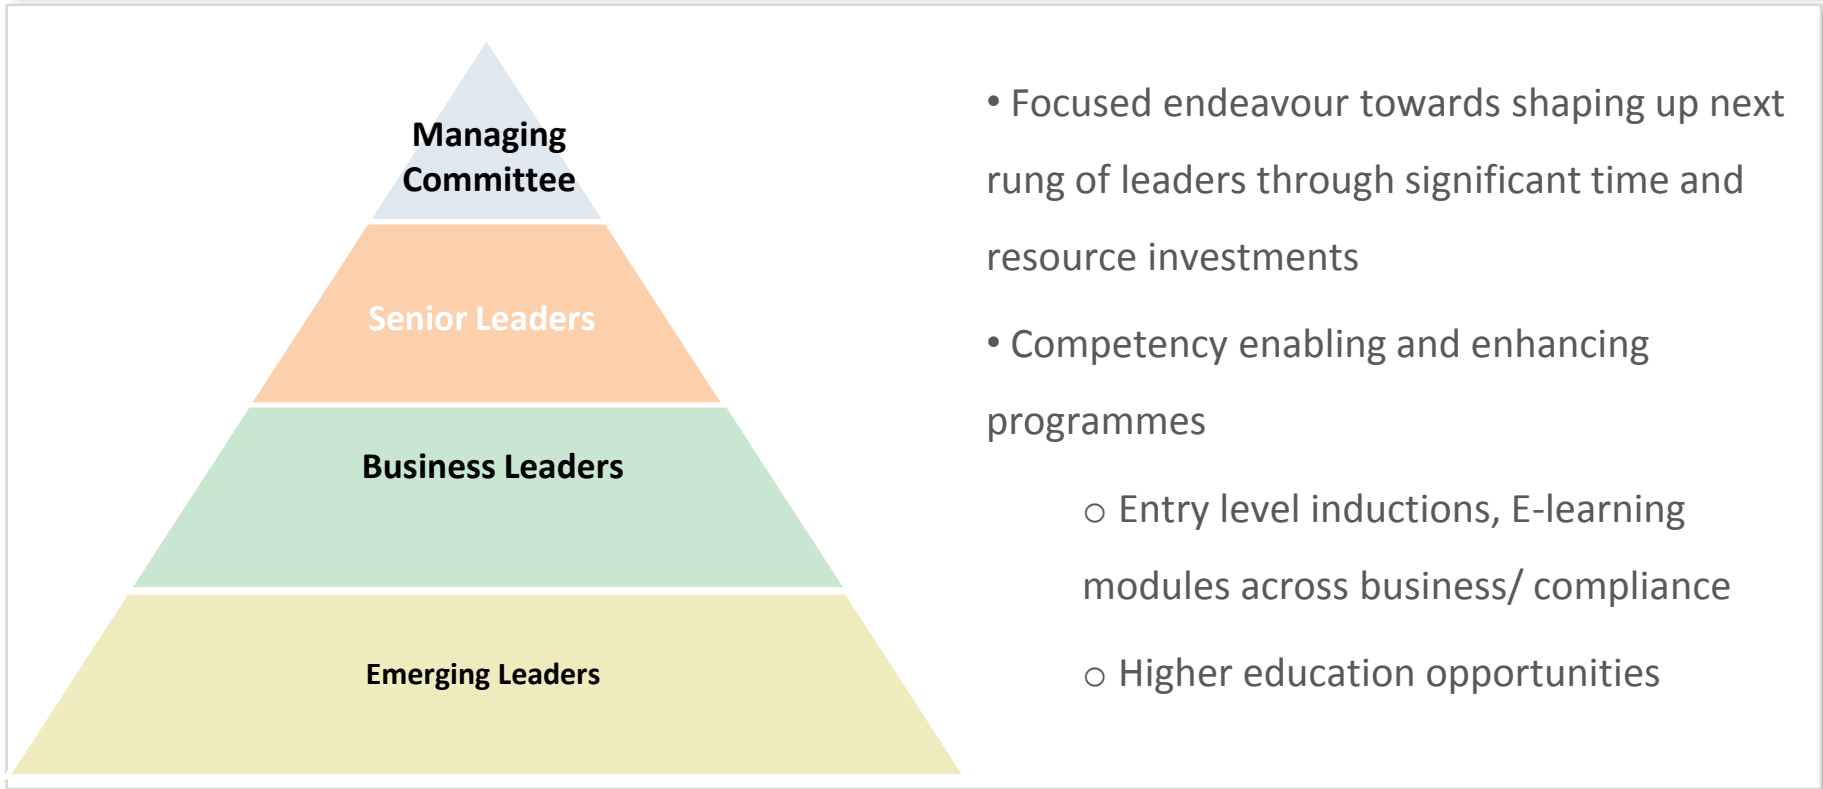 Managing
Committee
Senior Leaders
Business Leaders
Emerging Leaders
• Focused endeavour towards shaping up next
rung of leaders through significant time and
resource investments
• Competency enabling and enhancing
programmes
o Entry level inductions, E-learning
modules across business/ compliance
o Higher education opportunities